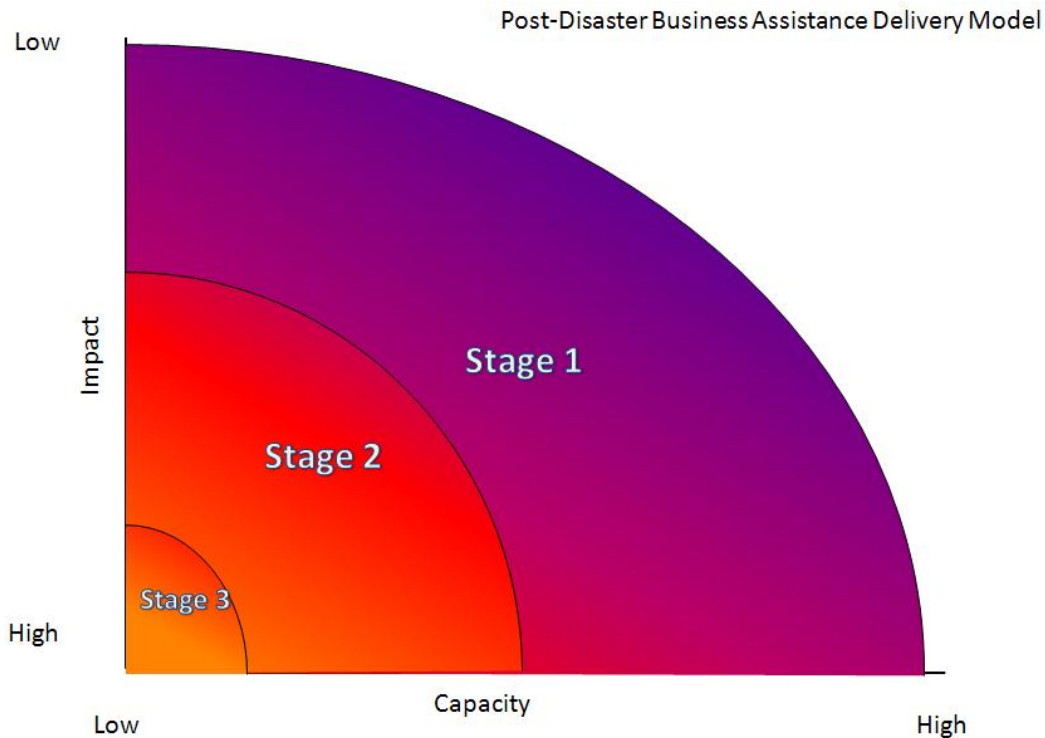 Post-Disaster Business Assistance Delivery Model
Low
Impact
Stage 1
Stage 2
Stage 3
High
Capacity
Low
High